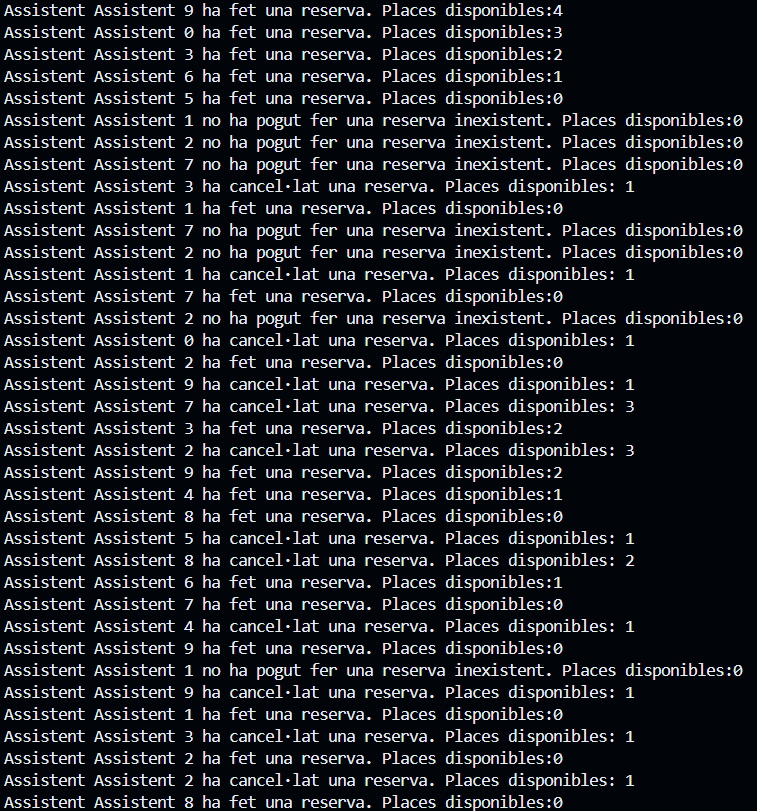 Assistent Assistent 9 ha fet una reserva. Places disponibles:4
Assistent Assistent 0 ha fet una reserva. Places disponibles:3
Assistent Assistent 3 ha fet una reserva. Places disponibles:2
Assistent Assistent 6 ha fet una reserva. Places disponibles:1
Assistent Assistent 5 ha fet una reserva. Places disponibles:0
Assistent Assistent 1 no ha pogut fer una reserva inexistent. Places disponibles:0
Assistent Assistent 2 no ha pogut fer una reserva inexistent. Places disponibles:0
Assistent Assistent 7 no ha pogut fer una reserva inexistent. Places disponibles:0
Assistent Assistent 3 ha cancel·lat una reserva. Places disponibles: 1
Assistent Assistent 1 ha fet una reserva. Places disponibles:0
Assistent Assistent 7 no ha pogut fer una reserva inexistent. Places disponibles:0
Assistent Assistent 2 no ha pogut fer una reserva inexistent. Places disponibles:0
Assistent Assistent 1 ha cancel·lat una reserva. Places disponibles: 1
Assistent Assistent 7 ha fet una reserva. Places disponibles:0
Assistent Assistent 2 no ha pogut fer una reserva inexistent. Places disponibles:0
Assistent Assistent 0 ha cancel·lat una reserva. Places disponibles: 1
Assistent Assistent 2 ha fet una reserva. Places disponibles:0
Assistent Assistent 9 ha cancel·lat una reserva. Places disponibles: 1
Assistent Assistent 7 ha cancel·lat una reserva. Places disponibles: 3
Assistent Assistent 3 ha fet una reserva. Places disponibles:2
Assistent Assistent 2 ha cancel·lat una reserva. Places disponibles: 3
Assistent Assistent 9 ha fet una reserva. Places disponibles:2
Assistent Assistent 4 ha fet una reserva. Places disponibles:1
Assistent Assistent 8 ha fet una reserva. Places disponibles:0
Assistent Assistent 5 ha cancel·lat una reserva. Places disponibles: 1
Assistent Assistent 8 ha cancel·lat una reserva. Places disponibles: 2
Assistent Assistent 6 ha fet una reserva. Places disponibles:1
Assistent Assistent 7 ha fet una reserva. Places disponibles:0
Assistent Assistent 4 ha cancel·lat una reserva. Places disponibles: 1
Assistent Assistent 9 ha fet una reserva. Places disponibles:0
Assistent Assistent 1 no ha pogut fer una reserva inexistent. Places disponibles:0
Assistent Assistent 9 ha cancel·lat una reserva. Places disponibles: 1
Assistent Assistent 1 ha fet una reserva. Places disponibles:0
Assistent Assistent 3 ha cancel·lat una reserva. Places disponibles: 1
Assistent Assistent 2 ha fet una reserva. Places disponibles:0
Assistent Assistent 2 ha cancel·lat una reserva. Places disponibles: 1
Assistent Assistent 8 ha fet una reserva. Places disponibles:0